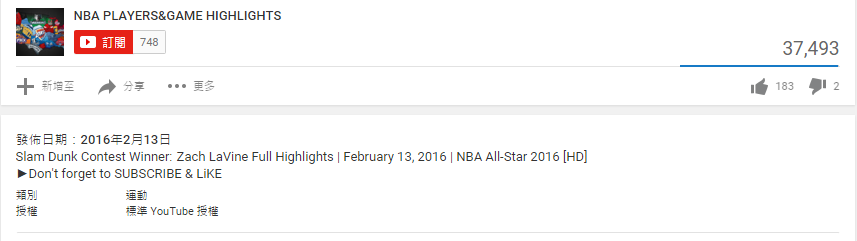 NBA PLAYERS&GAME HIGHLIGHTS
訂閱 748
37,493
新增至 分享 更多 183 2
發佈日期：2016年2月13日
Slam Dunk Contest Winner: Zach LaVine Full Highlights | February 13, 2016 | NBA All-Star 2016 [HD]
►Don't forget to SUBSCRIBE & LiKE
類別 運動
授權 標準 YouTube 授權